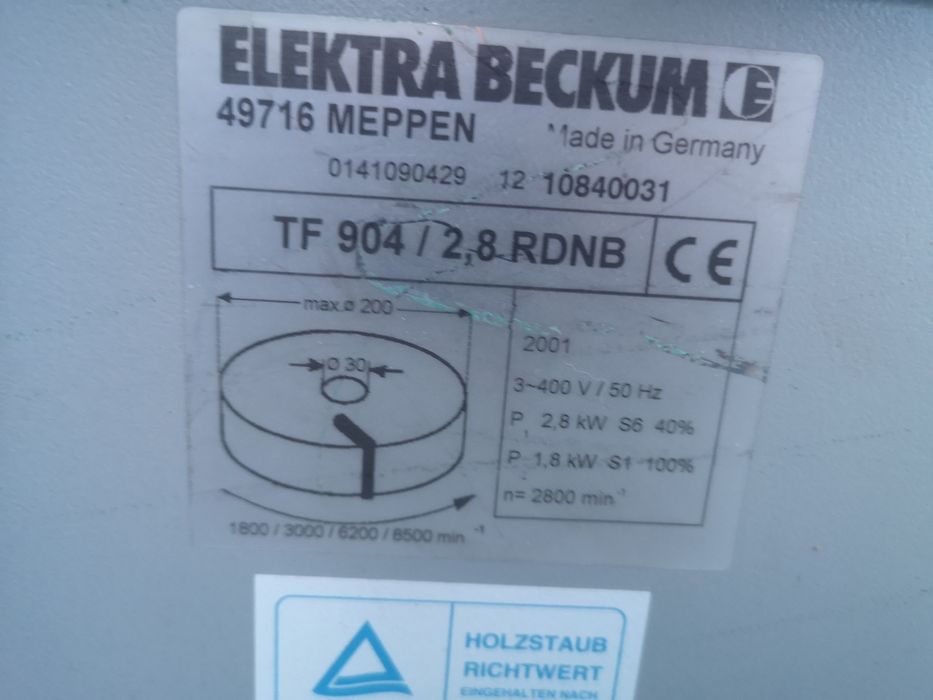 ELEKTRA BECKUM E
49716 MEPPEN
Made in Germany
0141090429 12 10840031
TF 904 / 2,8 RDNB CE
max. ø 200
Ø 30
1800 / 3000 / 6200 / 8500 min⁻¹
2001
3~400 V / 50 Hz
P₁ 2,8 kW S6 40%
P 1,8 kW S1 100%
n= 2800 min⁻¹
HOLZSTAUB
RICHTWERT
EINGEHALTEN NACH